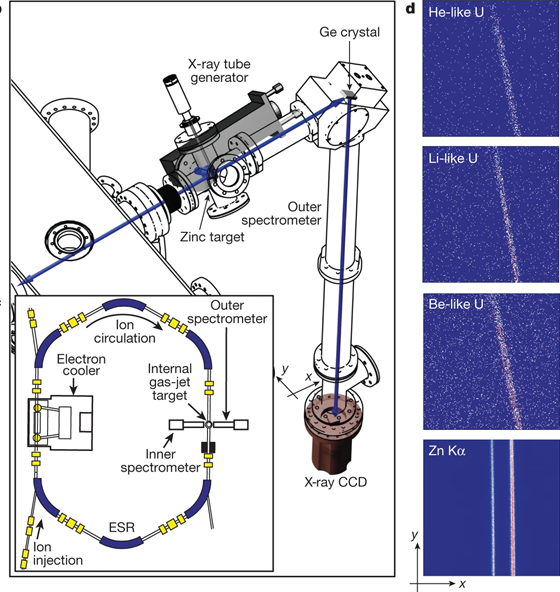 d
He-like U
Ge crystal
X-ray tube
generator
Li-like U
Outer
spectrometer
Zinc target
Be-like U
Outer
spectrometer
Ion
circulation
Electron
cooler
Internal
gas-jet
target
y
x
Inner
spectrometer
Zn Kα
X-ray CCD
ESR
Ion
injection
y
x